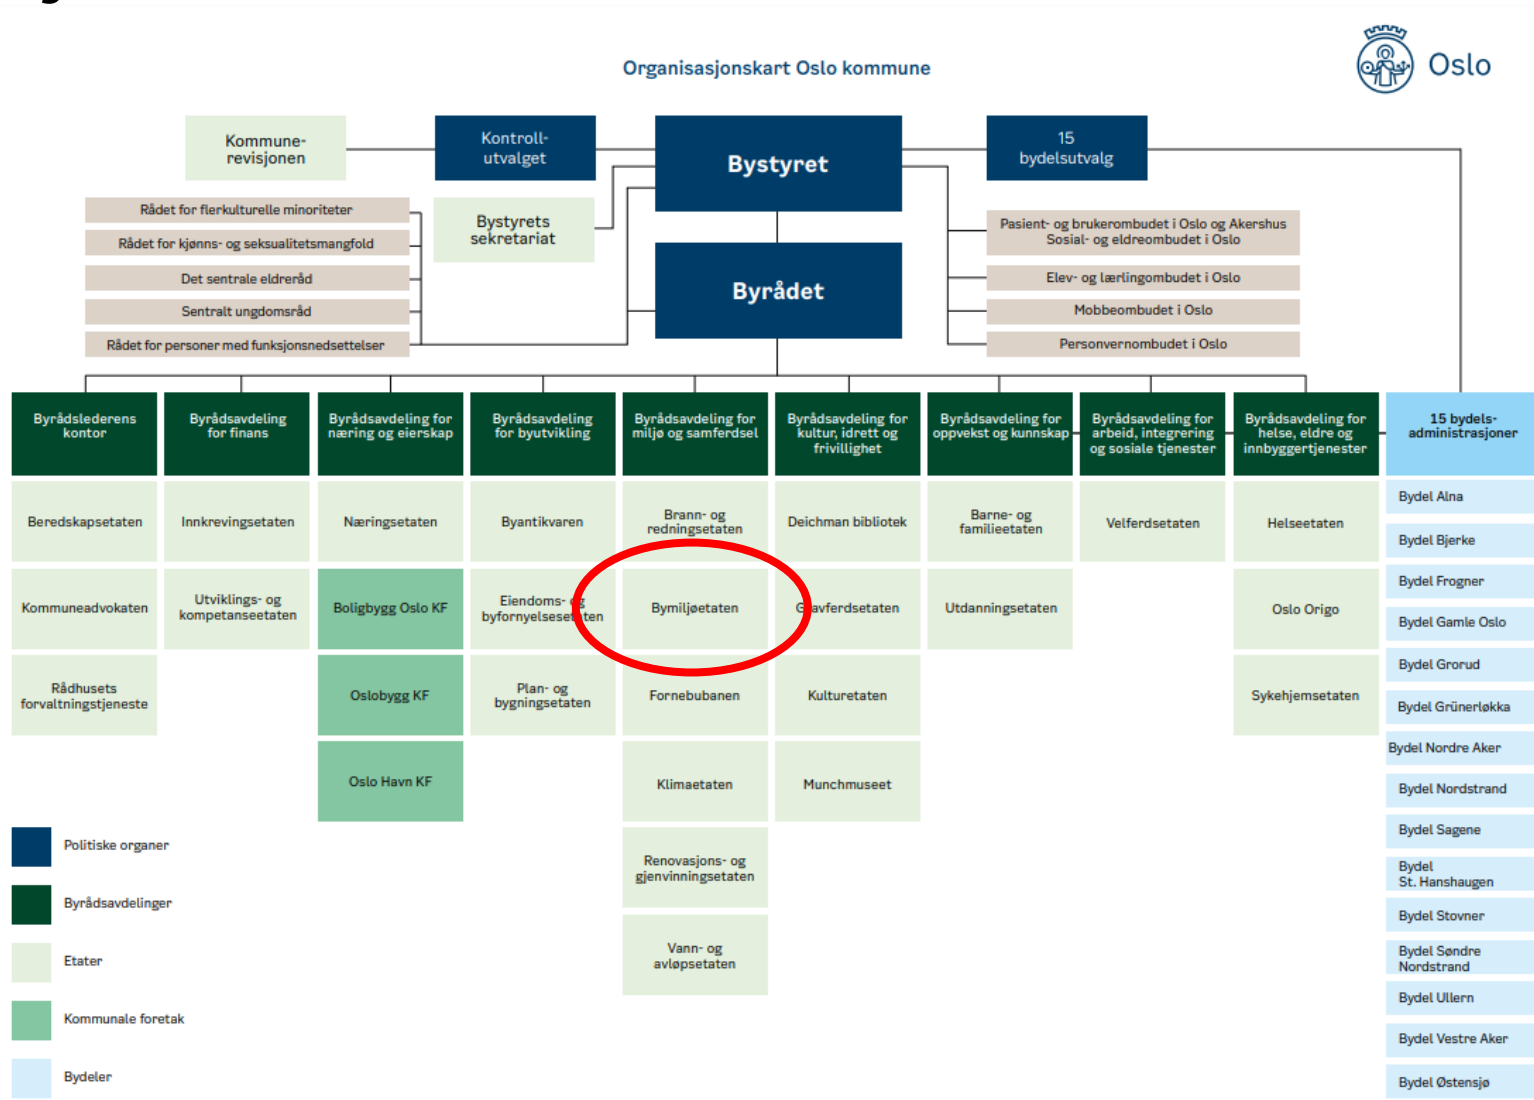 Organisasjonskart Oslo kommune
Oslo
Kommune-
revisjonen
Kontroll-
utvalget
Bystyret
15
bydelsutvalg
Rådet for flerkulturelle minoriteter
Rådet for kjønns- og seksualitetsmangfold
Det sentrale eldreråd
Sentralt ungdomsråd
Rådet for personer med funksjonsnedsettelser
Bystyrets
sekretariat
Byrådet
Pasient- og brukerombudet i Oslo og Akershus
Sosial- og eldreombudet i Oslo
Elev- og lærlingombudet i Oslo
Mobbeombudet i Oslo
Personvernombudet i Oslo
Byrådslederens
kontor
Beredskapsetaten
Kommuneadvokaten
Rådhusets
forvaltningstjeneste
Byrådsavdeling
for finans
Innkrevingsetaten
Utviklings- og
kompetanseetaten
Byrådsavdeling for
næring og eierskap
Næringsetaten
Boligbygg Oslo KF
Oslobygg KF
Oslo Havn KF
Byrådsavdeling
for byutvikling
Byantikvaren
Eiendoms- og
byfornyelsesetaten
Plan- og
bygningsetaten
Byrådsavdeling for
miljø og samferdsel
Brann- og
redningsetaten
Bymiljøetaten
Fornebubanen
Klimaetaten
Renovasjons- og
gjenvinningsetaten
Vann- og
avløpsetaten
Byrådsavdeling for
kultur, idrett og
frivillighet
Deichman bibliotek
Gravferdsetaten
Kulturetaten
Munchmuseet
Byrådsavdeling for
oppvekst og kunnskap
Barne- og
familieetaten
Utdanningsetaten
Byrådsavdeling for
arbeid, integrering
og sosiale tjenester
Velferdsetaten
Byrådsavdeling for
helse, eldre og
innbyggertjenester
Helseetaten
Oslo Origo
Sykehjemsetaten
15 bydels-
administrasjoner
Bydel Alna
Bydel Bjerke
Bydel Frogner
Bydel Gamle Oslo
Bydel Grorud
Bydel Grünerløkka
Bydel Nordre Aker
Bydel Nordstrand
Bydel Sagene
Bydel
St. Hanshaugen
Bydel Stovner
Bydel Søndre
Nordstrand
Bydel Ullern
Bydel Vestre Aker
Bydel Østensjø
Politiske organer
Byrådsavdelinger
Etater
Kommunale foretak
Bydeler